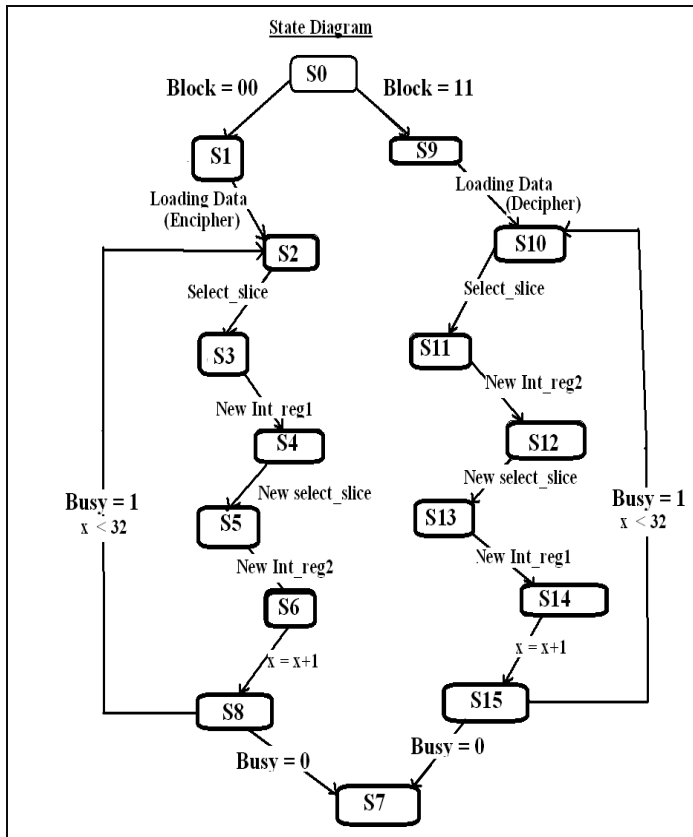 State Diagram
S0
Block = 00
Block = 11
S1
S9
Loading Data
(Encipher)
Loading Data
(Decipher)
S2
S10
Select_slice
Select_slice
S3
S11
New Int_reg1
New Int_reg2
S4
S12
New select_slice
New select_slice
Busy = 1
x < 32
Busy = 1
x < 32
S5
S13
New Int_reg2
New Int_reg1
S6
S14
x = x+1
x = x+1
S8
S15
Busy = 0
Busy = 0
S7